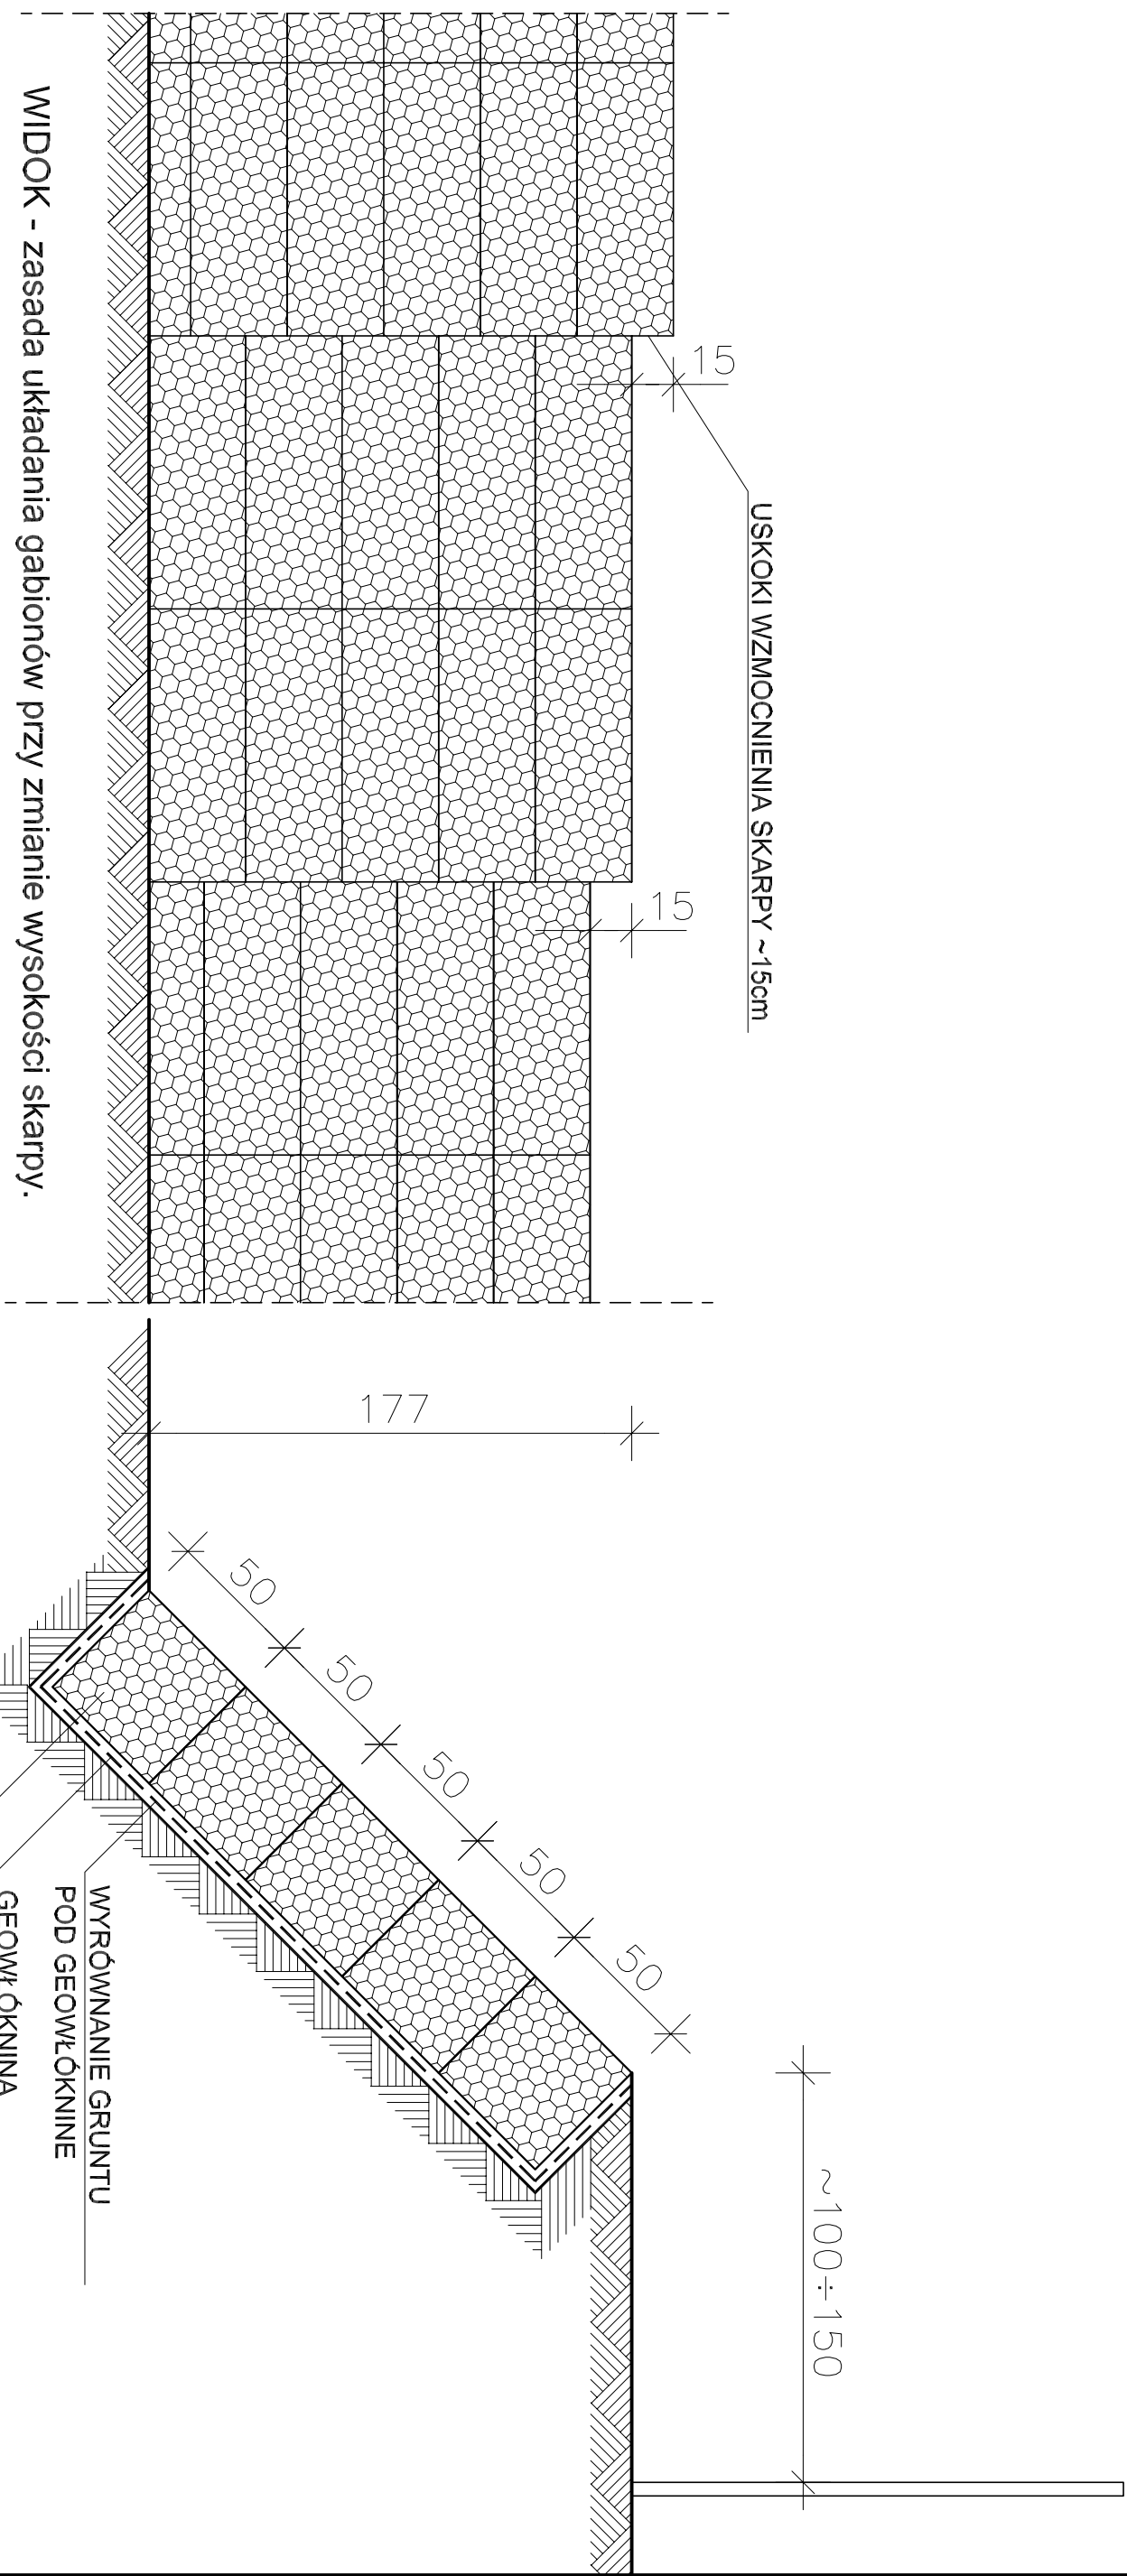 USKOKI WZMOCNIENIA SKARPY ~15cm
15
15
WIDOK - zasada układania gabionów przy zmianie wysokości skarpy.
177
50
50
50
50
50
~100÷150
WYRÓWNANIE GRUNTU
POD GEOWŁÓKNINE
GEOWŁÓKNINA